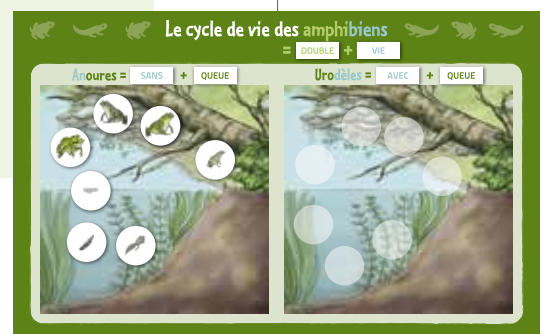 Le cycle de vie des amphibiens
= DOUBLE + VIE
Anoures = SANS + QUEUE
Urodèles = AVEC + QUEUE